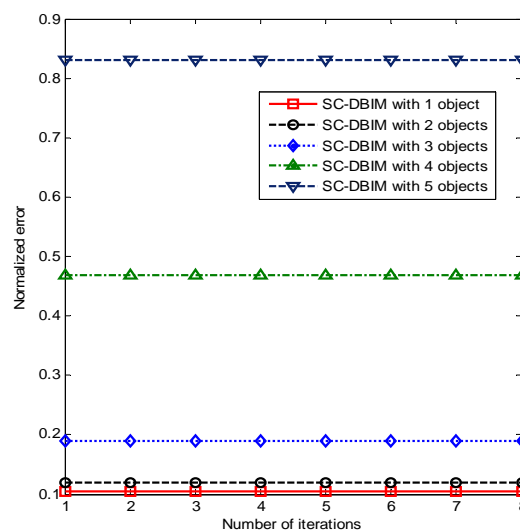 0.9
0.8
0.7
0.6
0.5
0.4
0.3
0.2
0.1
Normalized error
SC-DBIM with 1 object
SC-DBIM with 2 objects
SC-DBIM with 3 objects
SC-DBIM with 4 objects
SC-DBIM with 5 objects
1 2 3 4 5 6 7 8
Number of iterations